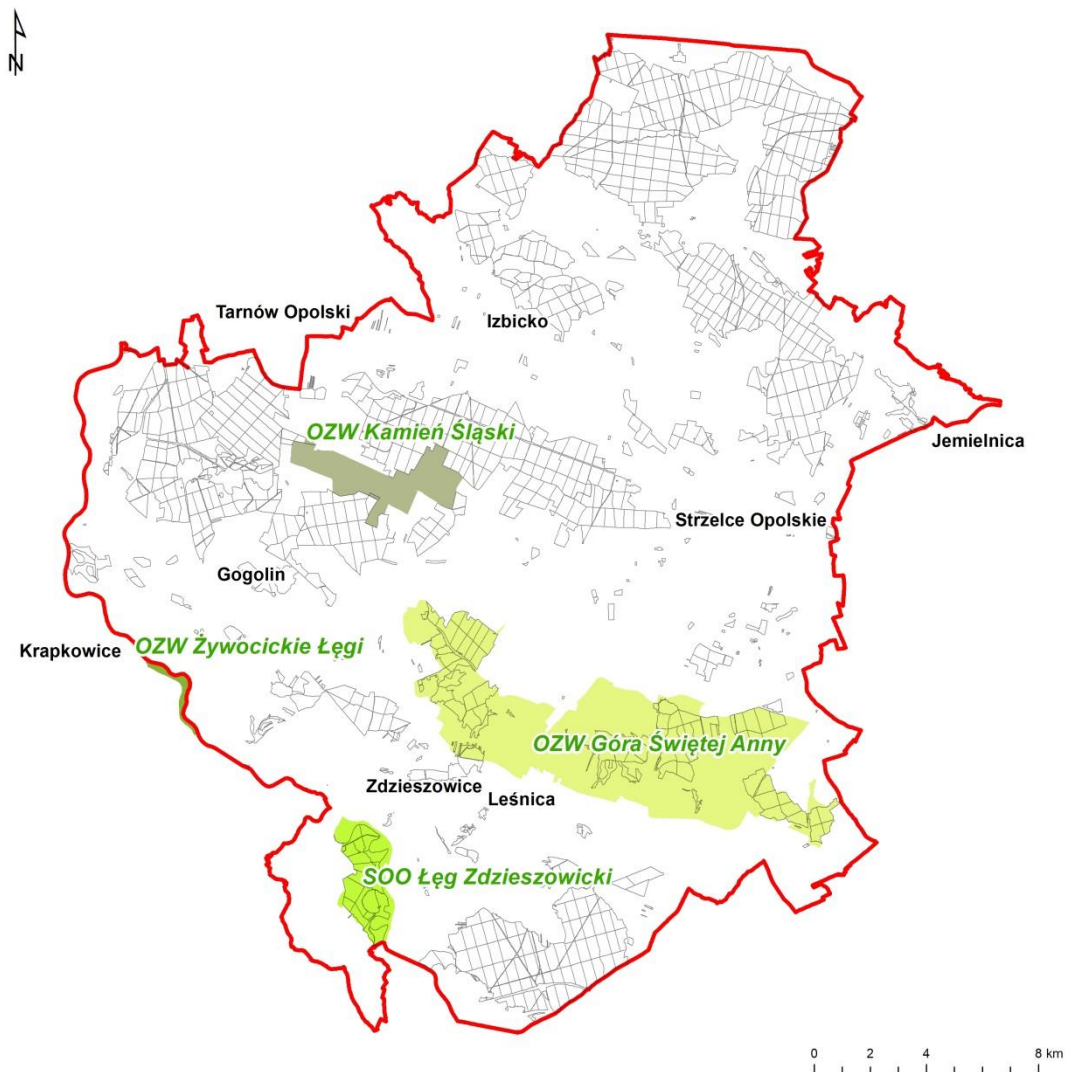 N
Tarnów Opolski
Izbicko
OZW Kamień Śląski
Jemielnica
Strzelce Opolskie
Gogolin
Krapkowice
OZW Żywocickie Łęgi
OZW Góra Świętej Anny
Zdzieszowice
Leśnica
SOO Łęg Zdzieszowicki
0 2 4 8 km